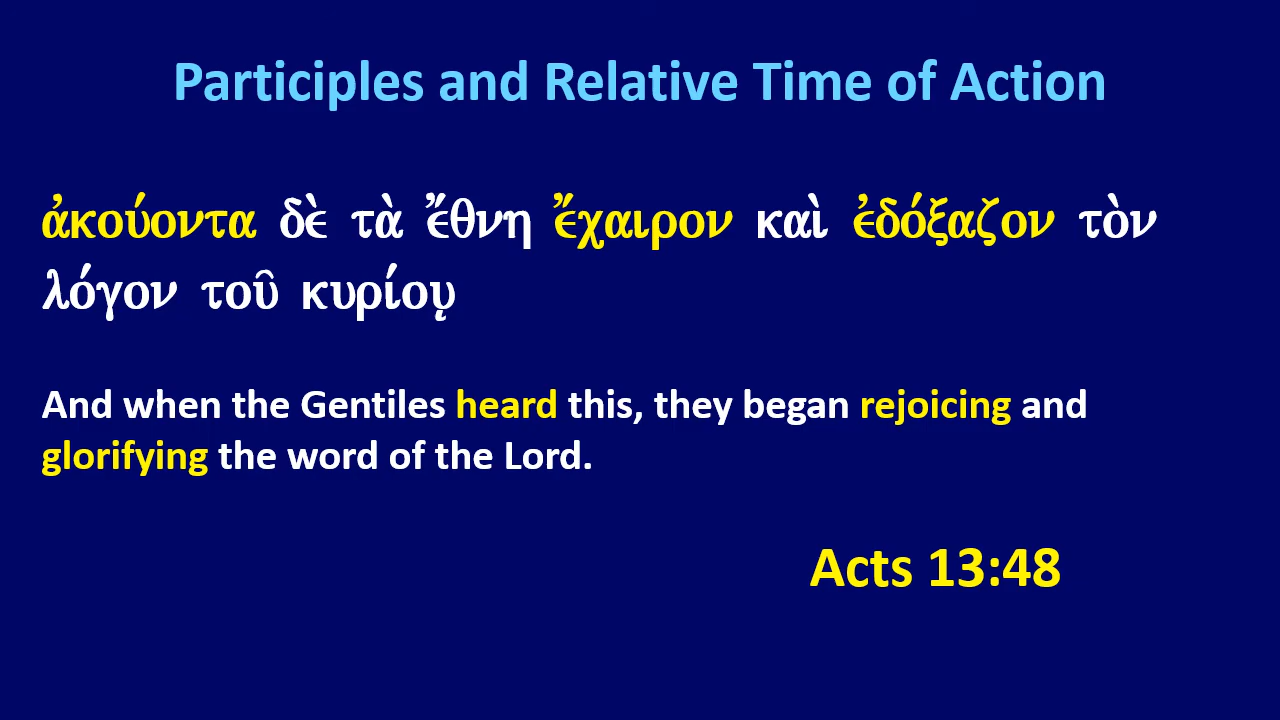 Participles and Relative Time of Action
ἀκούοντα δὲ τὰ ἔθνη ἔχαιρον καὶ ἐδόξαζον τὸν
λόγον τοῦ κυρίου̩
And when the Gentiles heard this, they began rejoicing and
glorifying the word of the Lord.
Acts 13:48